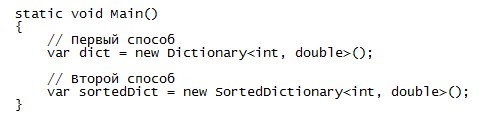 static void Main()
{
    // Первый способ
    var dict = new Dictionary<int, double>();
    // Второй способ
    var sortedDict = new SortedDictionary<int, double>();
}